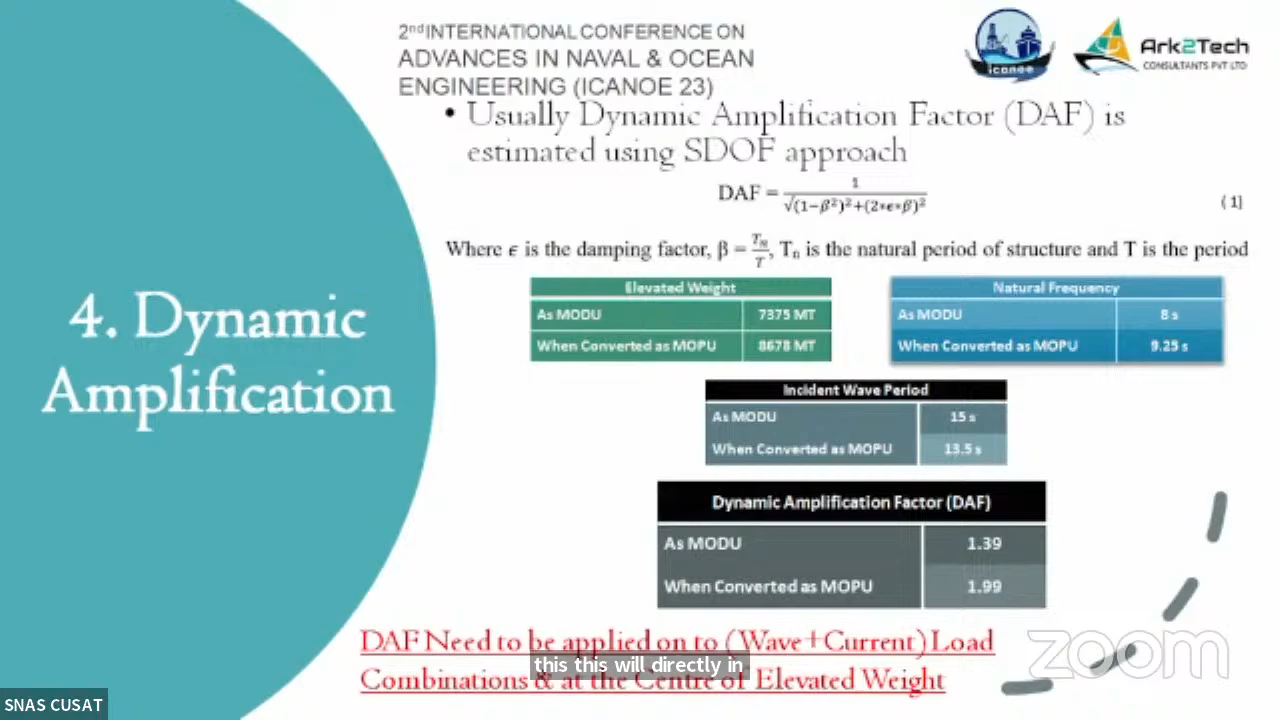 2nd INTERNATIONAL CONFERENCE ON
ADVANCES IN NAVAL & OCEAN
ENGINEERING (ICANOE 23)
icanoe
Ark2Tech
CONSULTANTS PVT LTD
• Usually Dynamic Amplification Factor (DAF) is
estimated using SDOF approach
DAF = 1/√((1-β²)²+(2*ϵ*β)²) (1)
Where ϵ is the damping factor, β = Tn/T, Tn is the natural period of structure and T is the period
4. Dynamic
Amplification
Elevated Weight
As MODU 7375 MT
When Converted as MOPU 8678 MT
Natural Frequency
As MODU 8 s
When Converted as MOPU 9.25 s
Incident Wave Period
As MODU 15 s
When Converted as MOPU 13.5 s
Dynamic Amplification Factor (DAF)
As MODU 1.39
When Converted as MOPU 1.99
DAF Need to be applied on to (Wave+Current) Load
Combinations & at the Centre of Elevated Weight
this this will directly in
zoom
SNAS CUSAT